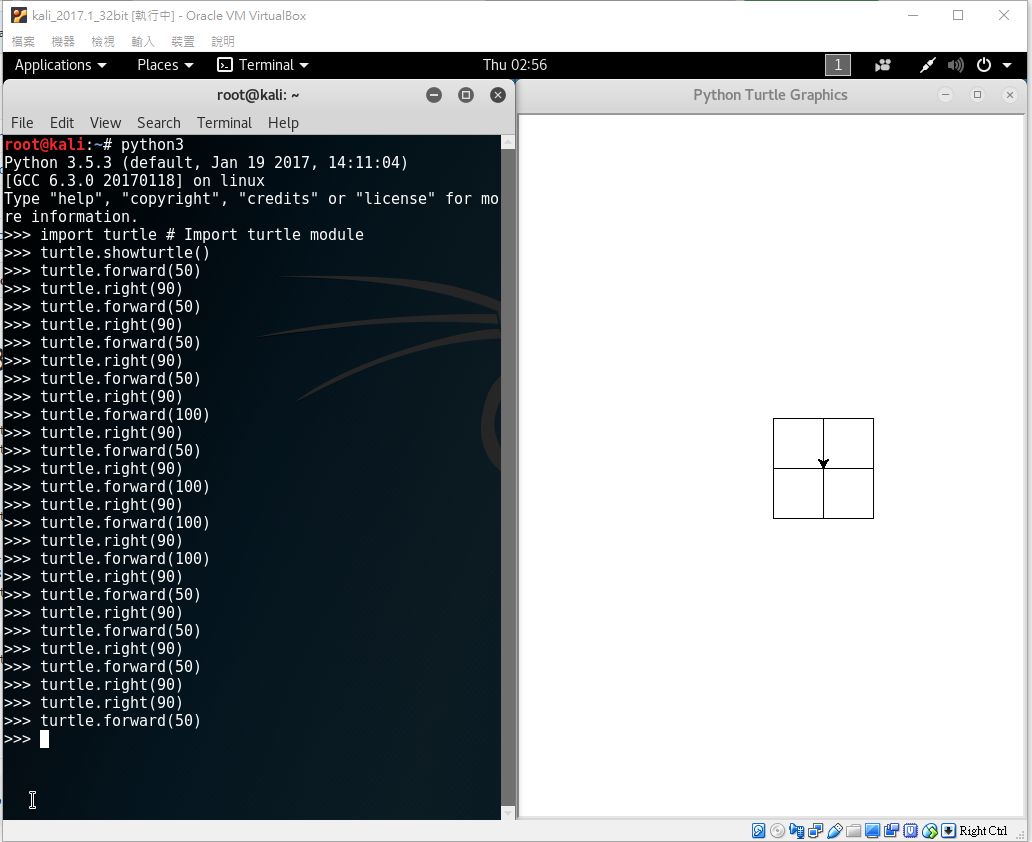 kali_2017.1_32bit [執行中] - Oracle VM VirtualBox
檔案 機器 檢視 輸入 裝置 說明
Applications Places Terminal Thu 02:56 1
root@kali: ~
File Edit View Search Terminal Help
root@kali:~# python3
Python 3.5.3 (default, Jan 19 2017, 14:11:04)
[GCC 6.3.0 20170118] on linux
Type "help", "copyright", "credits" or "license" for mo
re information.
>>> import turtle # Import turtle module
>>> turtle.showturtle()
>>> turtle.forward(50)
>>> turtle.right(90)
>>> turtle.forward(50)
>>> turtle.right(90)
>>> turtle.forward(50)
>>> turtle.right(90)
>>> turtle.forward(50)
>>> turtle.right(90)
>>> turtle.forward(100)
>>> turtle.right(90)
>>> turtle.forward(50)
>>> turtle.right(90)
>>> turtle.forward(100)
>>> turtle.right(90)
>>> turtle.forward(100)
>>> turtle.right(90)
>>> turtle.forward(100)
>>> turtle.right(90)
>>> turtle.forward(50)
>>> turtle.right(90)
>>> turtle.forward(50)
>>> turtle.right(90)
>>> turtle.forward(50)
>>> turtle.right(90)
>>> turtle.right(90)
>>> turtle.forward(50)
>>>
Python Turtle Graphics
Right Ctrl